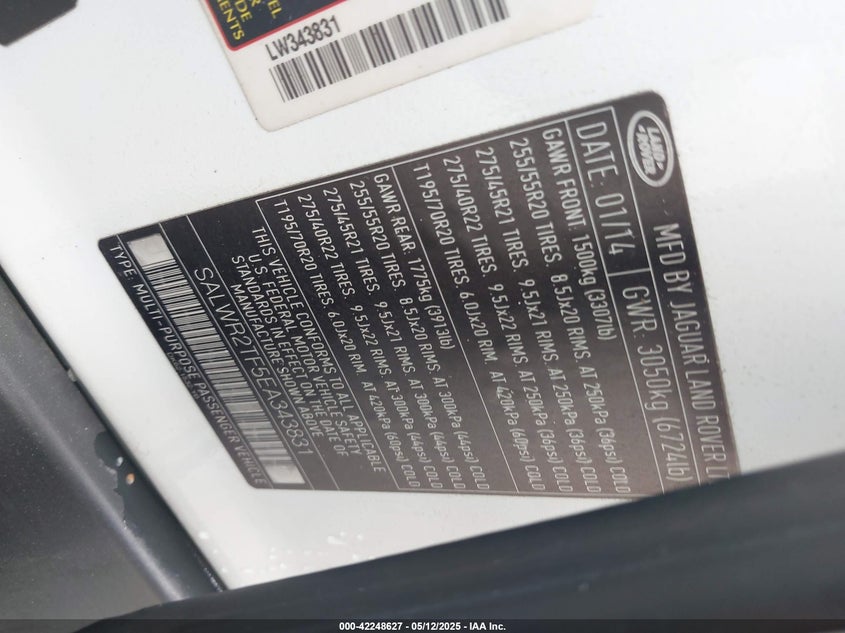 TEL
DE
MENTS
LW343831
LAND
ROVER
MFD BY JAGUAR LAND ROVER
DATE: 01/14 GWR: 3050kg (6724lb)
GAWR FRONT: 1500kg (3307lb)
255/55R20 TIRES. 8.5Jx20 RIMS. AT 250kPa (36psi) COLD
275/45R21 TIRES. 9.5Jx21 RIMS. AT 250kPa (36psi) COLD
275/40R22 TIRES. 9.5Jx22 RIMS. AT 250kPa (36psi) COLD
T195/70R20 TIRES. 6.0Jx20 RIM. AT 420kPa (60psi) COLD
GAWR REAR: 1775kg (3913lb)
255/55R20 TIRES. 8.5Jx20 RIMS. AT 300kPa (44psi) COLD
275/45R21 TIRES. 9.5Jx21 RIMS. AT 300kPa (44psi) COLD
275/40R22 TIRES. 9.5Jx22 RIMS. AT 300kPa (44psi) COLD
T195/70R20 TIRES. 6.0Jx20 RIM. AT 420kPa (60psi) COLD
THIS VEHICLE CONFORMS TO ALL APPLICABLE
U.S. FEDERAL MOTOR VEHICLE SAFETY
STANDARDS IN EFFECT ON THE DATE OF
MANUFACTURE SHOWN ABOVE
SALWR2TF5EA343831
TYPE: MULTI-PURPOSE PASSENGER VEHICLE
000-42248627 - 05/12/2025 - IAA Inc.